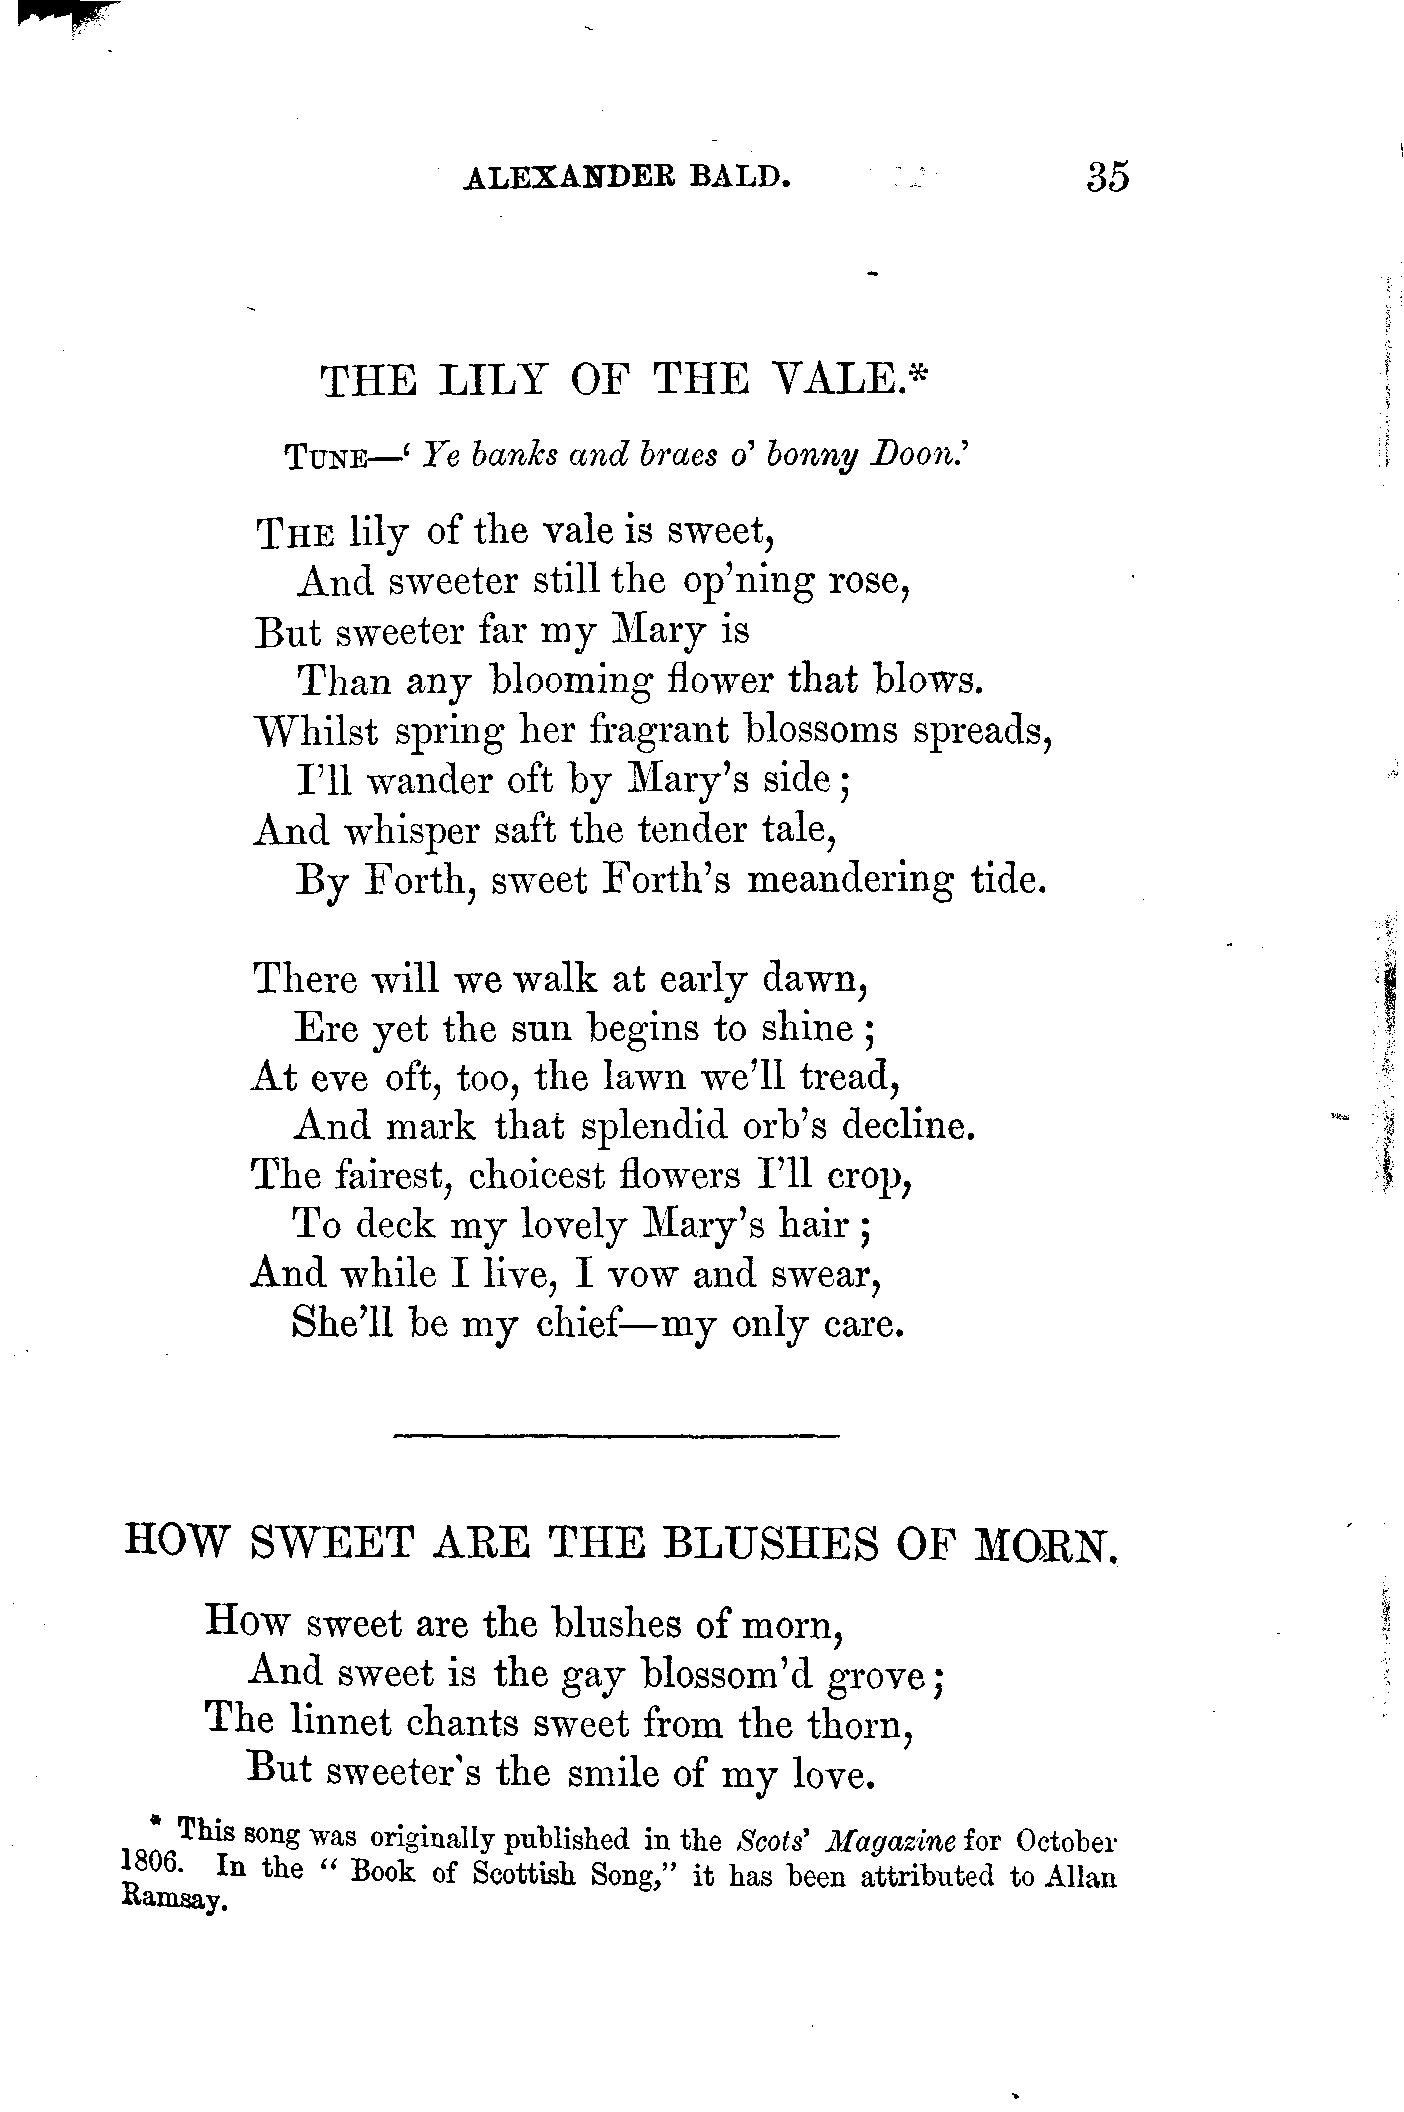 ALEXANDER BALD. 35
THE LILY OF THE VALE.*
TUNE—‘Ye banks and braes o’ bonny Doon.’
THE lily of the vale is sweet,
And sweeter still the op’ning rose,
But sweeter far my Mary is
Than any blooming flower that blows.
Whilst spring her fragrant blossoms spreads,
I’ll wander oft by Mary’s side;
And whisper saft the tender tale,
By Forth, sweet Forth’s meandering tide.
There will we walk at early dawn,
Ere yet the sun begins to shine;
At eve oft, too, the lawn we’ll tread,
And mark that splendid orb’s decline.
The fairest, choicest flowers I’ll crop,
To deck my lovely Mary’s hair;
And while I live, I vow and swear,
She’ll be my chief—my only care.
HOW SWEET ARE THE BLUSHES OF MORN.
How sweet are the blushes of morn,
And sweet is the gay blossom’d grove;
The linnet chants sweet from the thorn,
But sweeter’s the smile of my love.
* This song was originally published in the Scots’ Magazine for October
1806. In the “Book of Scottish Song,” it has been attributed to Allan
Ramsay.